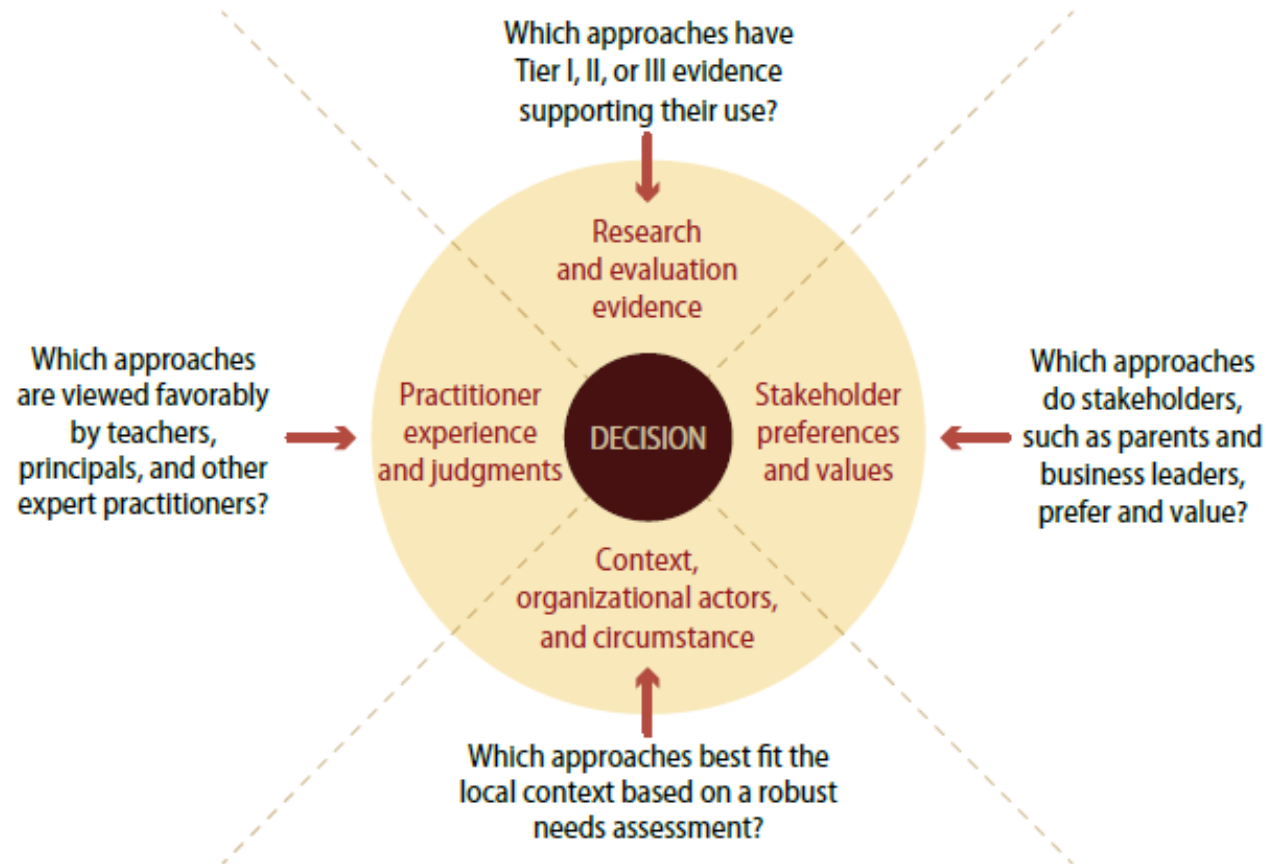 Which approaches have
Tier I, II, or III evidence
supporting their use?
Research
and evaluation
evidence
Which approaches
are viewed favorably
by teachers,
principals, and other
expert practitioners?
Practitioner
experience
and judgments
DECISION
Stakeholder
preferences
and values
Which approaches
do stakeholders,
such as parents and
business leaders,
prefer and value?
Context,
organizational actors,
and circumstance
Which approaches best fit the
local context based on a robust
needs assessment?